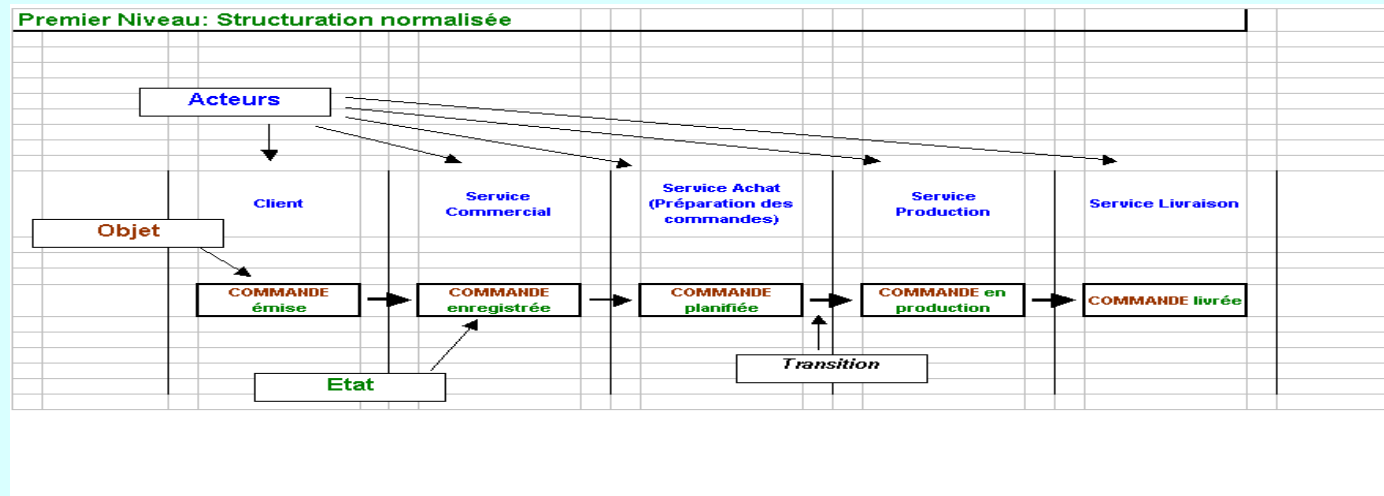 Premier Niveau: Structuration normalisée
Acteurs
Client
Service
Commercial
Service Achat
(Préparation des
commandes)
Service
Production
Service Livraison
Objet
COMMANDE
émise
COMMANDE
enregistrée
COMMANDE
planifiée
COMMANDE en
production
COMMANDE livrée
Transition
Etat